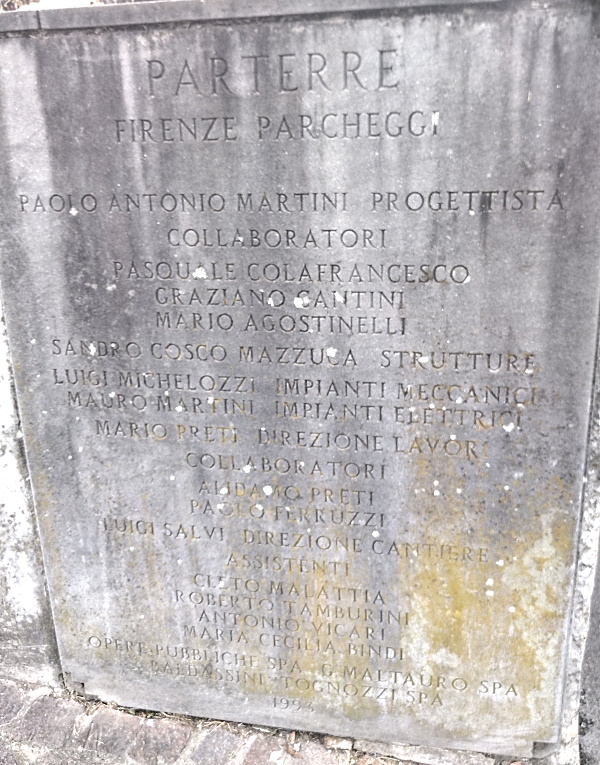 PARTERRE
FIRENZE PARCHEGGI
PAOLO ANTONIO MARTINI PROGETTISTA
COLLABORATORI
PASQUALE COLAFRANCESCO
GRAZIANO CANTINI
MARIO AGOSTINELLI
SANDRO COSCO MAZZUCA STRUTTURE
LUIGI MICHELOZZI IMPIANTI MECCANICI
MAURO MARTINI IMPIANTI ELETTRICI
MARIO PRETI DIREZIONE LAVORI
COLLABORATORI
ALIDAMO PRETI
PAOLO FERRUZZI
LUIGI SALVI DIREZIONE CANTIERE
ASSISTENTI
CLETO MALATTIA
ROBERTO TAMBURINI
ANTONIO VICARI
MARIA CECILIA BINDI
OPERE PUBBLICHE SPA G. MALTAURO SPA
BALDASSINI TOGNOZZI SPA